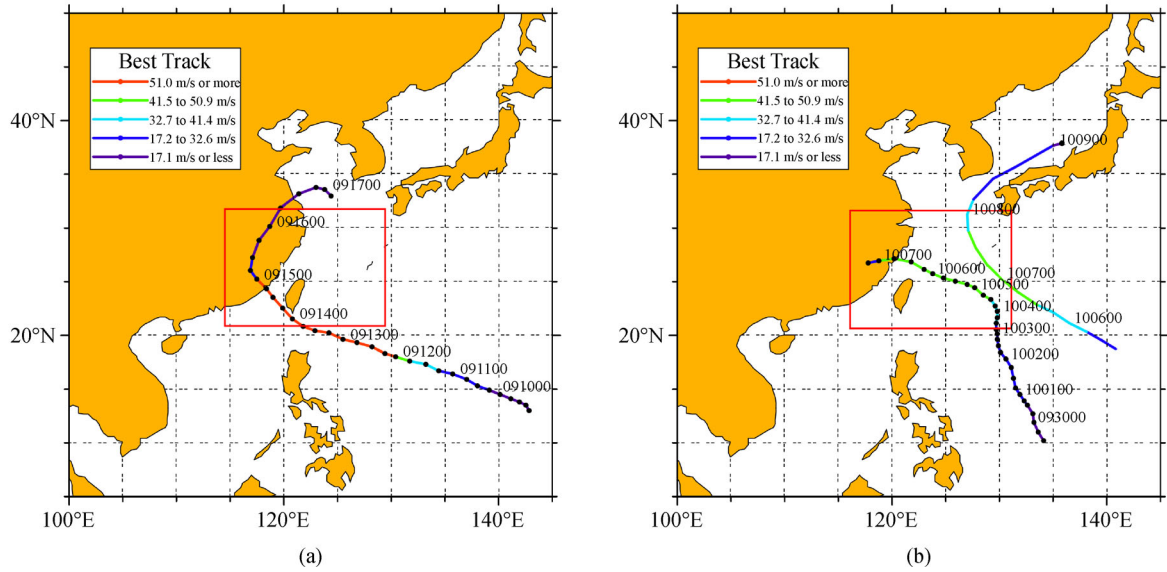 Best Track
51.0 m/s or more
41.5 to 50.9 m/s
32.7 to 41.4 m/s
17.2 to 32.6 m/s
17.1 m/s or less
40°N
20°N
091700
091600
091500
091400
091300
091200
091100
091000
100°E
120°E
140°E
(a)
Best Track
51.0 m/s or more
41.5 to 50.9 m/s
32.7 to 41.4 m/s
17.2 to 32.6 m/s
17.1 m/s or less
40°N
20°N
100900
100800
100700
100600
100700
100500
100400
100600
100300
100200
100100
093000
100°E
120°E
140°E
(b)